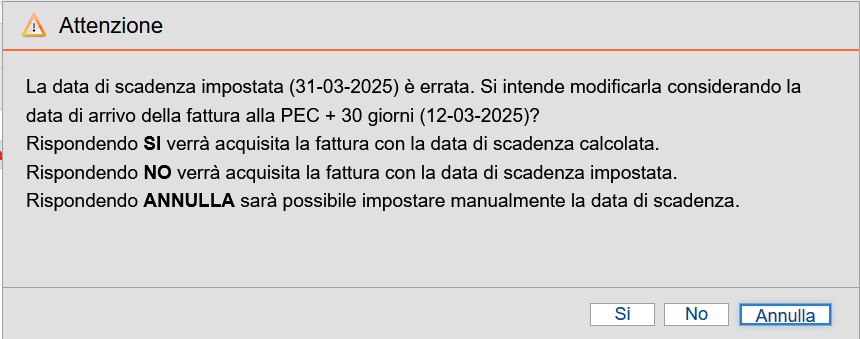 Attenzione
La data di scadenza impostata (31-03-2025) è errata. Si intende modificarla considerando la
data di arrivo della fattura alla PEC + 30 giorni (12-03-2025)?
Rispondendo SI verrà acquisita la fattura con la data di scadenza calcolata.
Rispondendo NO verrà acquisita la fattura con la data di scadenza impostata.
Rispondendo ANNULLA sarà possibile impostare manualmente la data di scadenza.
Si No Annulla